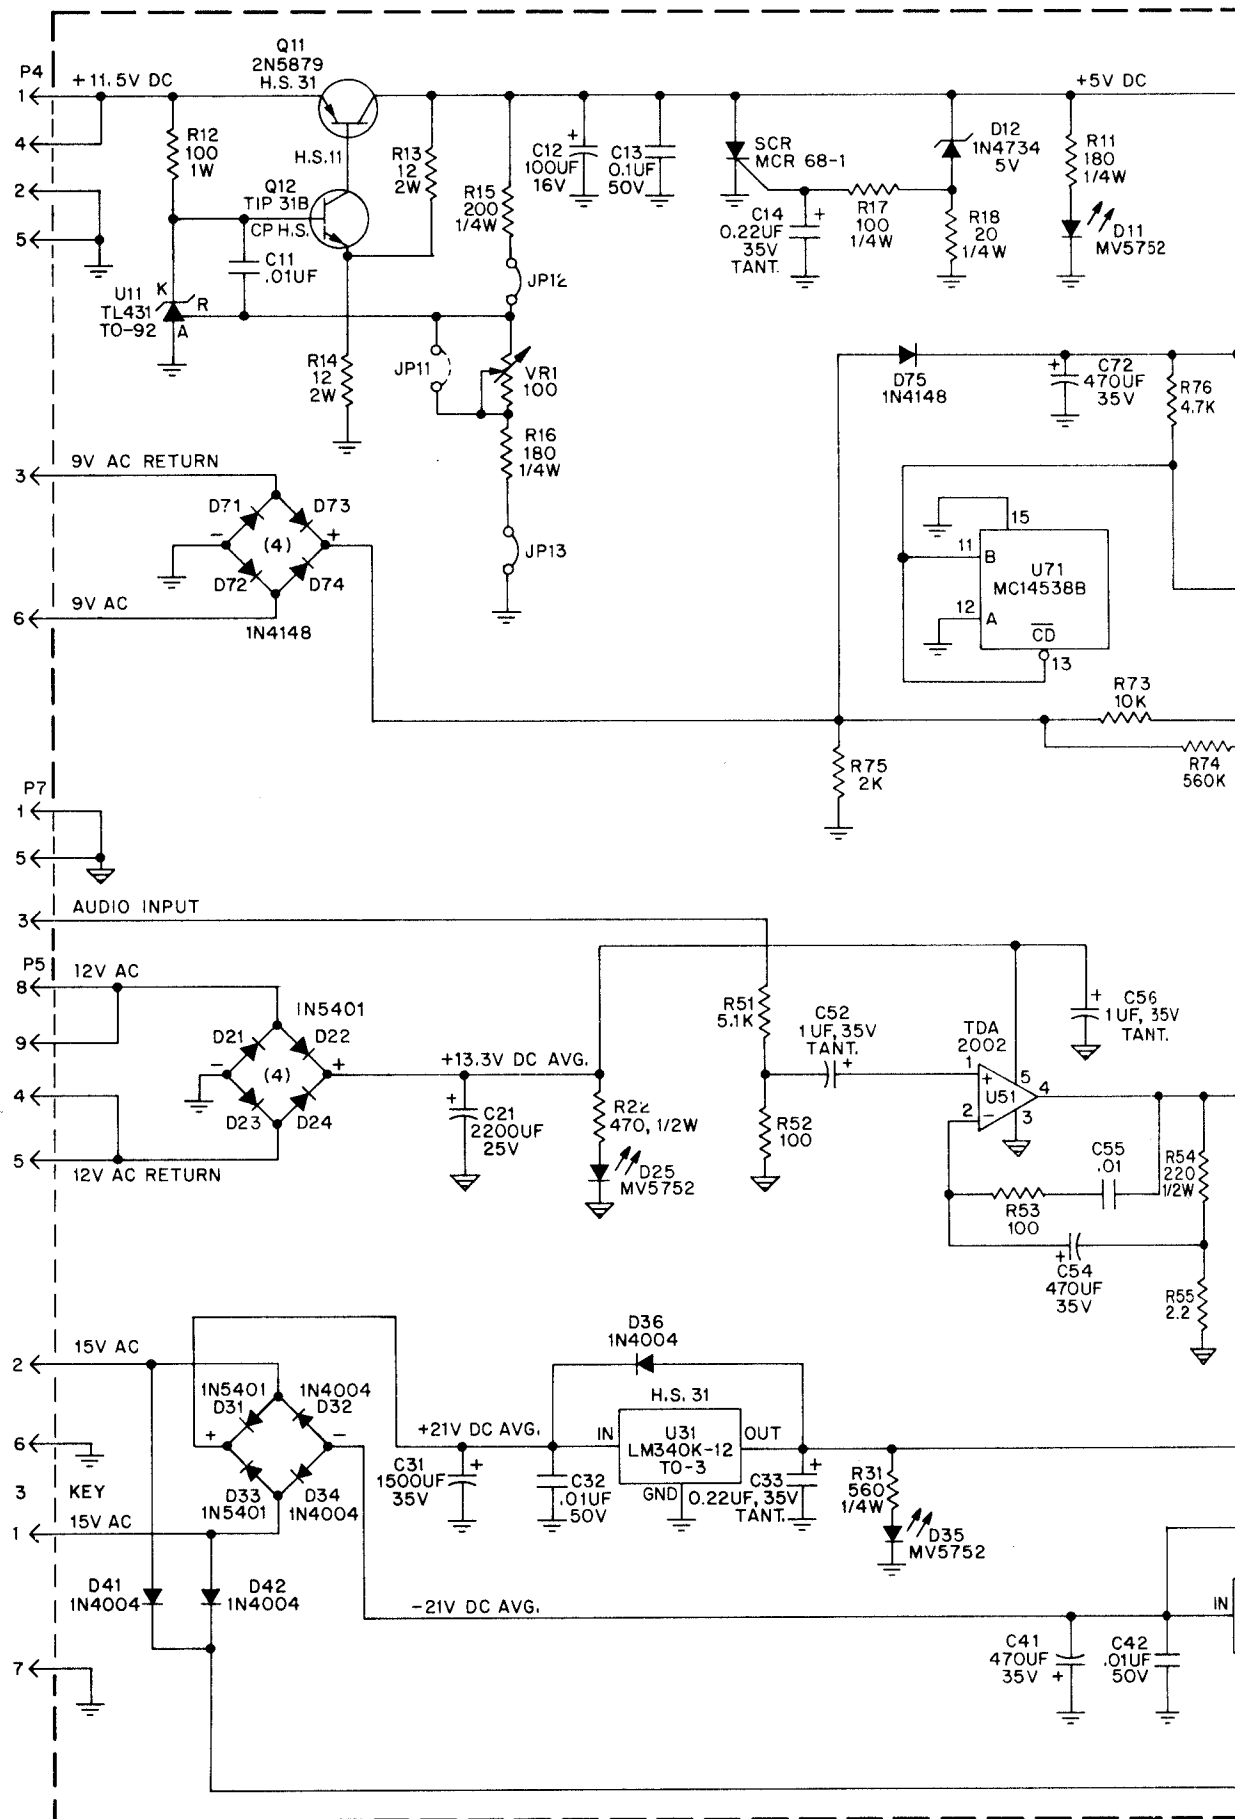 Q11
2N5879
H.S. 31
P4
+11.5V DC
+5V DC
1
4
2
5
R12
100
1W
H.S.11
Q12
TIP 31B
CP H.S.
C11
.01UF
R13
12
2W
R15
200
1/4W
C12
100UF
16V
+
C13
0.1UF
50V
SCR
MCR 68-1
C14
0.22UF
35V
TANT.
+
R17
100
1/4W
D12
1N4734
5V
R18
20
1/4W
R11
180
1/4W
D11
MV5752
U11
TL431
TO-92
K
R
A
JP12
R14
12
2W
JP11
VR1
100
R16
180
1/4W
JP13
D75
1N4148
+
C72
470UF
35V
R76
4.7K
3
9V AC RETURN
D71
D73
-
(4)
+
D72
D74
6
9V AC
1N4148
15
11
B
U71
MC14538B
12
A
CD
13
R73
10K
R74
560K
R75
2K
P7
1
5
3
AUDIO INPUT
P5
8
12V AC
9
4
5
12V AC RETURN
1N5401
D21
D22
-
(4)
+
D23
D24
+13.3V DC AVG.
+
C21
2200UF
25V
R22
470, 1/2W
D25
MV5752
R51
5.1K
C52
1UF, 35V
TANT.
+
R52
100
TDA
2002
1
+
U51
5
4
2
-
3
+
C56
1UF, 35V
TANT.
C55
.01
R53
100
R54
220
1/2W
+
C54
470UF
35V
R55
2.2
2
15V AC
6
3
KEY
1
15V AC
7
1N5401
D31
1N4004
D32
+
-
D33
1N5401
D34
1N4004
D41
1N4004
D42
1N4004
+21V DC AVG.
-21V DC AVG.
C31
1500UF
35V
+
C32
.01UF
50V
D36
1N4004
H.S. 31
IN
U31
LM340K-12
TO-3
OUT
GND
C33
0.22UF, 35V
TANT.
+
R31
560
1/4W
D35
MV5752
C41
470UF
35V
+
C42
.01UF
50V
IN